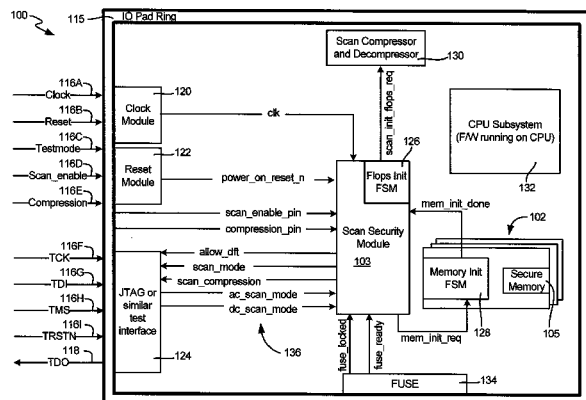 100
115
IO Pad Ring
116A
Clock
116B
Reset
116C
Testmode
116D
Scan_enable
116E
Compression
116F
TCK
116G
TDI
116H
TMS
116I
TRSTN
118
TDO
120
Clock
Module
122
Reset
Module
JTAG or
similar
test
interface
124
clk
power_on_reset_n
scan_enable_pin
compression_pin
allow_dft
scan_mode
scan_compression
ac_scan_mode
dc_scan_mode
136
Scan Compressor
and Decompressor
130
scan_init_flops_req
126
Flops Init
FSM
Scan Security
Module
103
fuse_locked
fuse_ready
FUSE
134
CPU Subsystem
(F/W running on CPU)
132
mem_init_done
102
Memory Init
FSM
128
Secure
Memory
105
mem_init_req